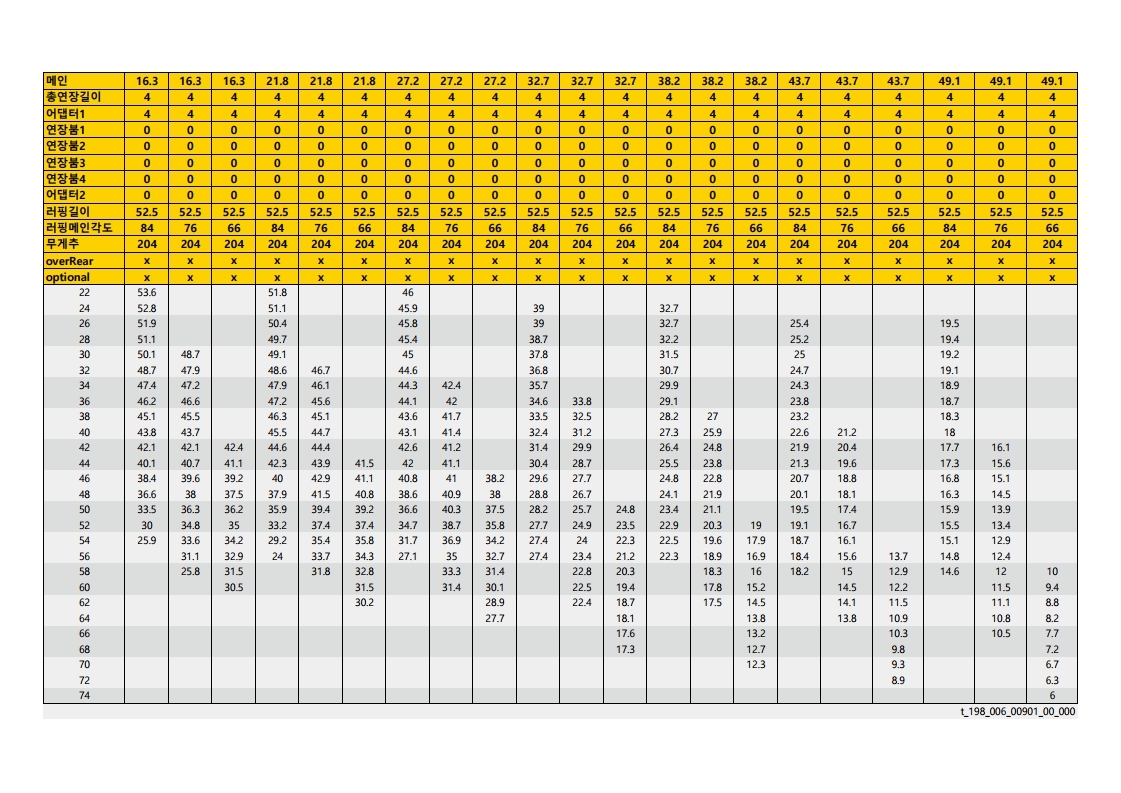 메인 16.3 16.3 16.3 21.8 21.8 21.8 27.2 27.2 27.2 32.7 32.7 32.7 38.2 38.2 38.2 43.7 43.7 43.7 49.1 49.1 49.1
총연장길이 4 4 4 4 4 4 4 4 4 4 4 4 4 4 4 4 4 4 4 4 4
어댑터1 4 4 4 4 4 4 4 4 4 4 4 4 4 4 4 4 4 4 4 4 4
연장붐1 0 0 0 0 0 0 0 0 0 0 0 0 0 0 0 0 0 0 0 0 0
연장붐2 0 0 0 0 0 0 0 0 0 0 0 0 0 0 0 0 0 0 0 0 0
연장붐3 0 0 0 0 0 0 0 0 0 0 0 0 0 0 0 0 0 0 0 0 0
연장붐4 0 0 0 0 0 0 0 0 0 0 0 0 0 0 0 0 0 0 0 0 0
어댑터2 0 0 0 0 0 0 0 0 0 0 0 0 0 0 0 0 0 0 0 0 0
러핑길이 52.5 52.5 52.5 52.5 52.5 52.5 52.5 52.5 52.5 52.5 52.5 52.5 52.5 52.5 52.5 52.5 52.5 52.5 52.5 52.5 52.5
러핑메인각도 84 76 66 84 76 66 84 76 66 84 76 66 84 76 66 84 76 66 84 76 66
무게추 204 204 204 204 204 204 204 204 204 204 204 204 204 204 204 204 204 204 204 204 204
overRear x x x x x x x x x x x x x x x x x x x x x
optional x x x x x x x x x x x x x x x x x x x x x
22 53.6 51.8 46
24 52.8 51.1 45.9 39 32.7
26 51.9 50.4 45.8 39 32.7 25.4 19.5
28 51.1 49.7 45.4 38.7 32.2 25.2 19.4
30 50.1 48.7 49.1 45 37.8 31.5 25 19.2
32 48.7 47.9 48.6 46.7 44.6 36.8 30.7 24.7 19.1
34 47.4 47.2 47.9 46.1 44.3 42.4 35.7 29.9 24.3 18.9
36 46.2 46.6 47.2 45.6 44.1 42 34.6 33.8 29.1 23.8 18.7
38 45.1 45.5 46.3 45.1 43.6 41.7 33.5 32.5 28.2 27 23.2 18.3
40 43.8 43.7 45.5 44.7 43.1 41.4 32.4 31.2 27.3 25.9 22.6 21.2 18
42 42.1 42.1 42.4 44.6 44.4 42.6 41.2 31.4 29.9 26.4 24.8 21.9 20.4 17.7 16.1
44 40.1 40.7 41.1 42.3 43.9 41.5 42 41.1 30.4 28.7 25.5 23.8 21.3 19.6 17.3 15.6
46 38.4 39.6 39.2 40 42.9 41.1 40.8 41 38.2 29.6 27.7 24.8 22.8 20.7 18.8 16.8 15.1
48 36.6 38 37.5 37.9 41.5 40.8 38.6 40.9 38 28.8 26.7 24.1 21.9 20.1 18.1 16.3 14.5
50 33.5 36.3 36.2 35.9 39.4 39.2 36.6 40.3 37.5 28.2 25.7 24.8 23.4 21.1 19.5 17.4 15.9 13.9
52 30 34.8 35 33.2 37.4 37.4 34.7 38.7 35.8 27.7 24.9 23.5 22.9 20.3 19 19.1 16.7 15.5 13.4
54 25.9 33.6 34.2 29.2 35.4 35.8 31.7 36.9 34.2 27.4 24 22.3 22.5 19.6 17.9 18.7 16.1 15.1 12.9
56 31.1 32.9 24 33.7 34.3 27.1 35 32.7 27.4 23.4 21.2 22.3 18.9 16.9 18.4 15.6 13.7 14.8 12.4
58 25.8 31.5 31.8 32.8 33.3 31.4 22.8 20.3 18.3 16 18.2 15 12.9 14.6 12 10
60 30.5 31.5 31.4 30.1 22.5 19.4 17.8 15.2 14.5 12.2 11.5 9.4
62 30.2 28.9 22.4 18.7 17.5 14.5 14.1 11.5 11.1 8.8
64 27.7 18.1 13.8 13.8 10.9 10.8 8.2
66 17.6 13.2 10.3 10.5 7.7
68 17.3 12.7 9.8 7.2
70 12.3 9.3 6.7
72 8.9 6.3
74 6
t_198_006_00901_00_000